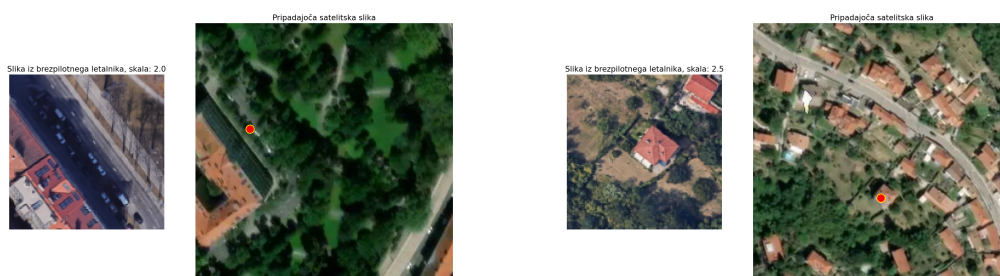 Pripadajoča satelitska slika
Slika iz brezpilotnega letalnika, skala: 2.0
Pripadajoča satelitska slika
Slika iz brezpilotnega letalnika, skala: 2.5